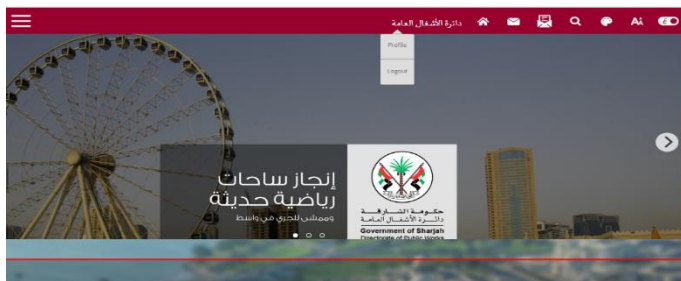 دائرة الأشغال العامة
Profile
Logout
إنجاز ساحات
رياضية حديثة
وممشى للجري في واسط
حكومة الشارقة
دائرة الأشغال العامة
Government of Sharjah
Directorate of Public Works